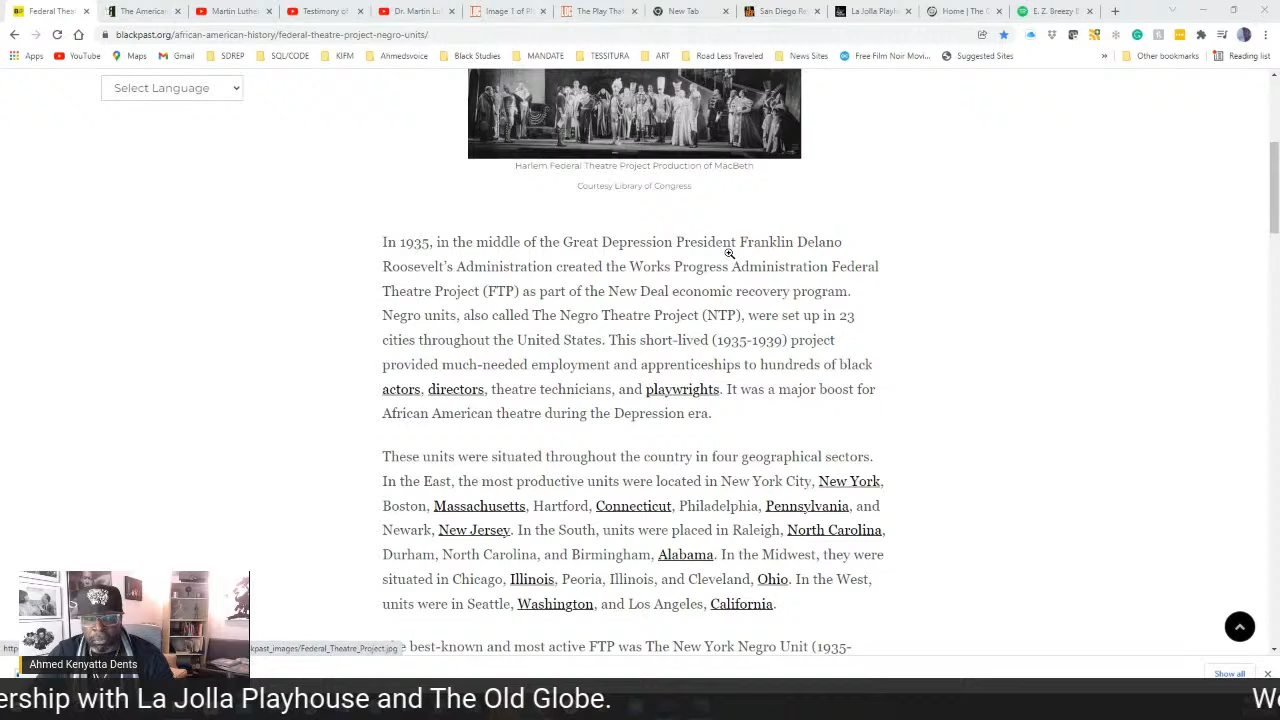 Federal Theat
The American
Martin Luther
Testimony of
Dr. Martin Lu
Image 1 of Pl
The Play That
New Tab
San Diego Re
La Jolla Playh
Home | The O
E. Z. Breezy
blackpast.org/african-american-history/federal-theatre-project-negro-units/
Apps YouTube Maps Gmail SDREP SQL/CODE KIFM Ahmedsvoice Black Studies MANDATE TESSITURA ART Road Less Traveled News Sites Free Film Noir Movi... Suggested Sites » Other bookmarks Reading list
Select Language
Harlem Federal Theatre Project Production of MacBeth
Courtesy Library of Congress
In 1935, in the middle of the Great Depression President Franklin Delano
Roosevelt's Administration created the Works Progress Administration Federal
Theatre Project (FTP) as part of the New Deal economic recovery program.
Negro units, also called The Negro Theatre Project (NTP), were set up in 23
cities throughout the United States. This short-lived (1935-1939) project
provided much-needed employment and apprenticeships to hundreds of black
actors, directors, theatre technicians, and playwrights. It was a major boost for
African American theatre during the Depression era.
These units were situated throughout the country in four geographical sectors.
In the East, the most productive units were located in New York City, New York,
Boston, Massachusetts, Hartford, Connecticut, Philadelphia, Pennsylvania, and
Newark, New Jersey. In the South, units were placed in Raleigh, North Carolina,
Durham, North Carolina, and Birmingham, Alabama. In the Midwest, they were
situated in Chicago, Illinois, Peoria, Illinois, and Cleveland, Ohio. In the West,
units were in Seattle, Washington, and Los Angeles, California.
best-known and most active FTP was The New York Negro Unit (1935-
http
kpast_images/Federal_Theatre_Project.jpg
Ahmed Kenyatta Dents
Show all
ership with La Jolla Playhouse and The Old Globe.
We